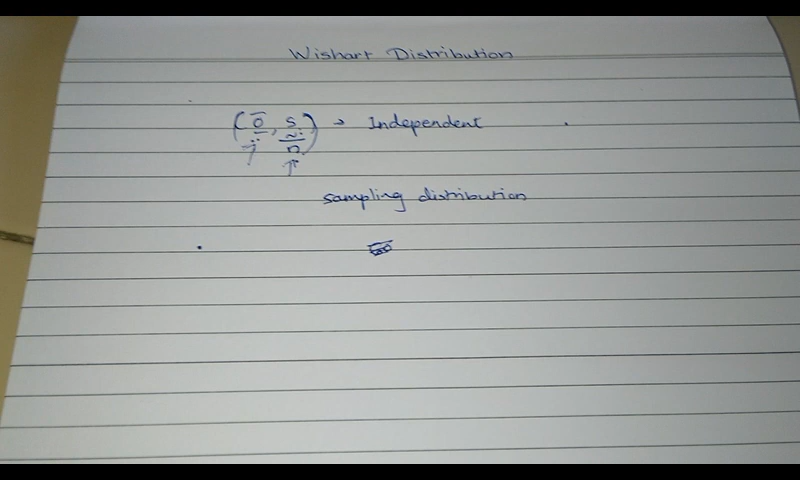 Wishart Distribution
(ō, s/n) → Independent
sampling distribution